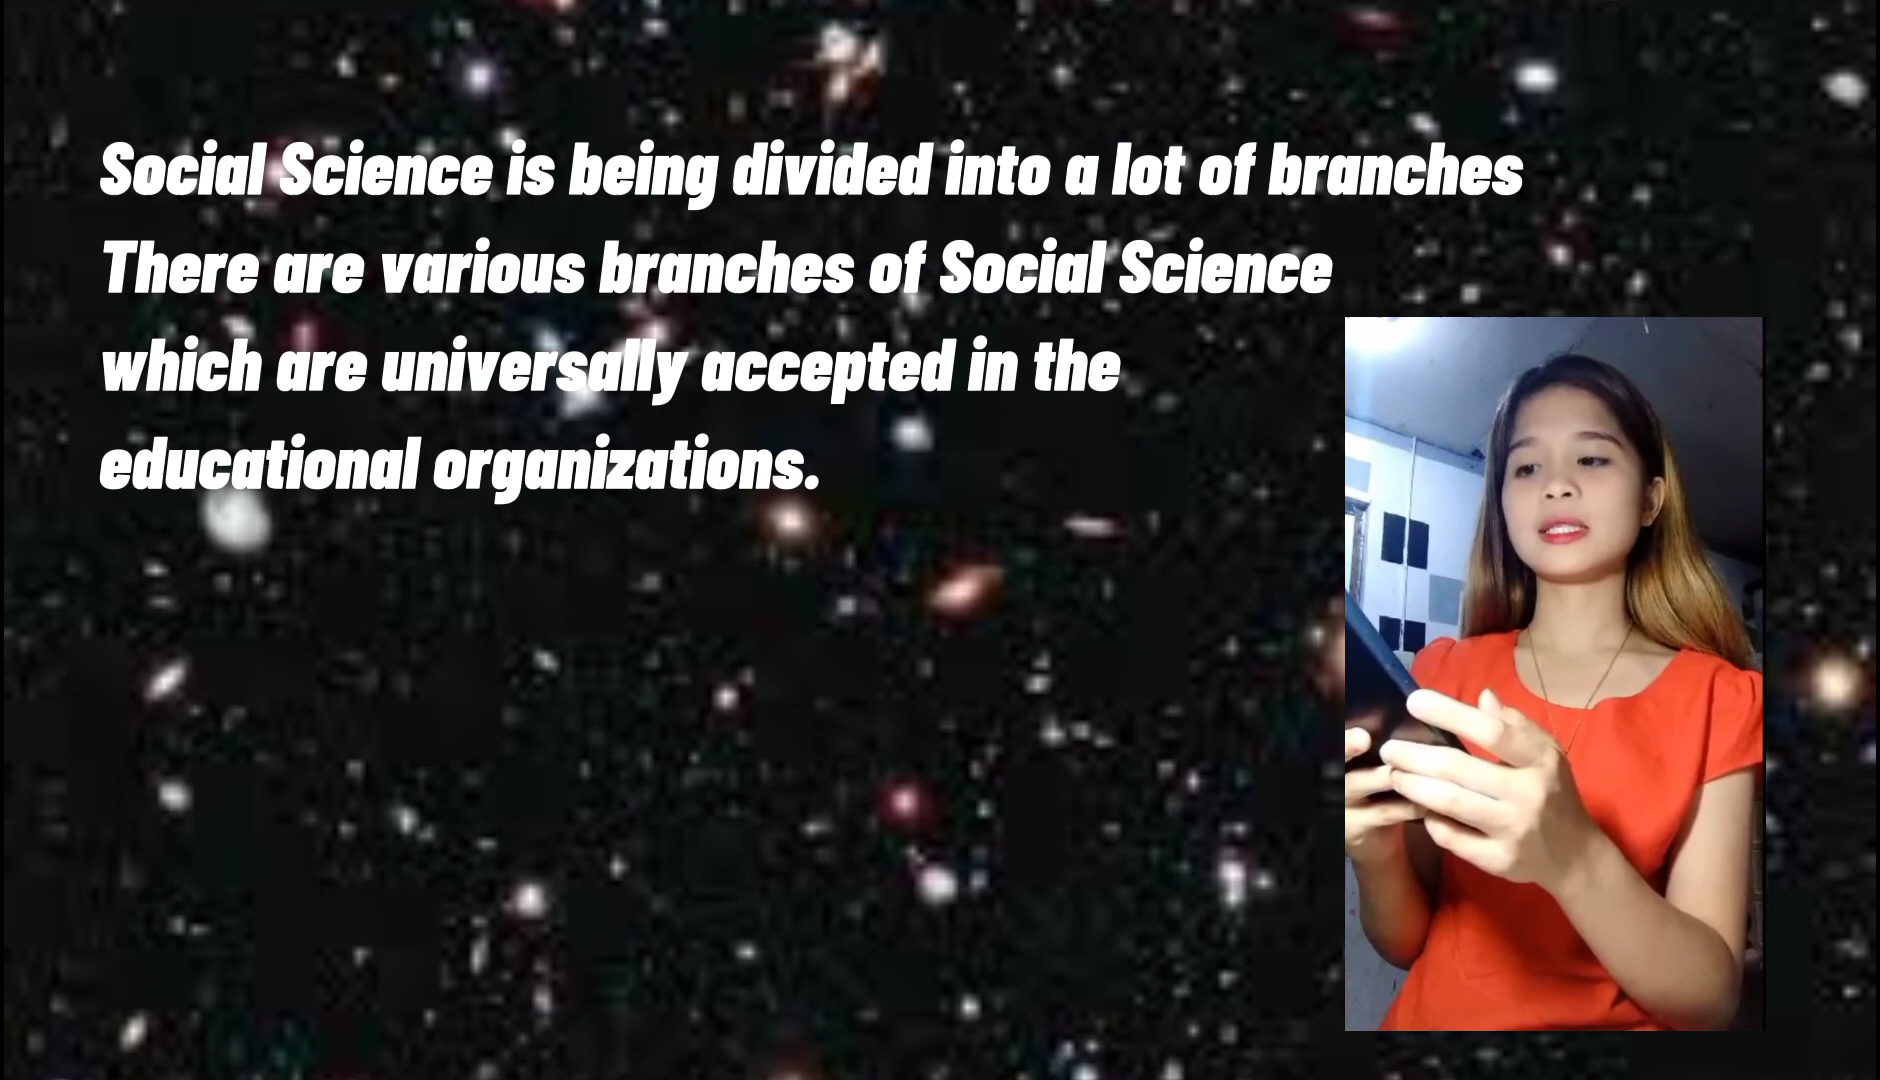 Social Science is being divided into a lot of branches
There are various branches of Social Science
which are universally accepted in the
educational organizations.